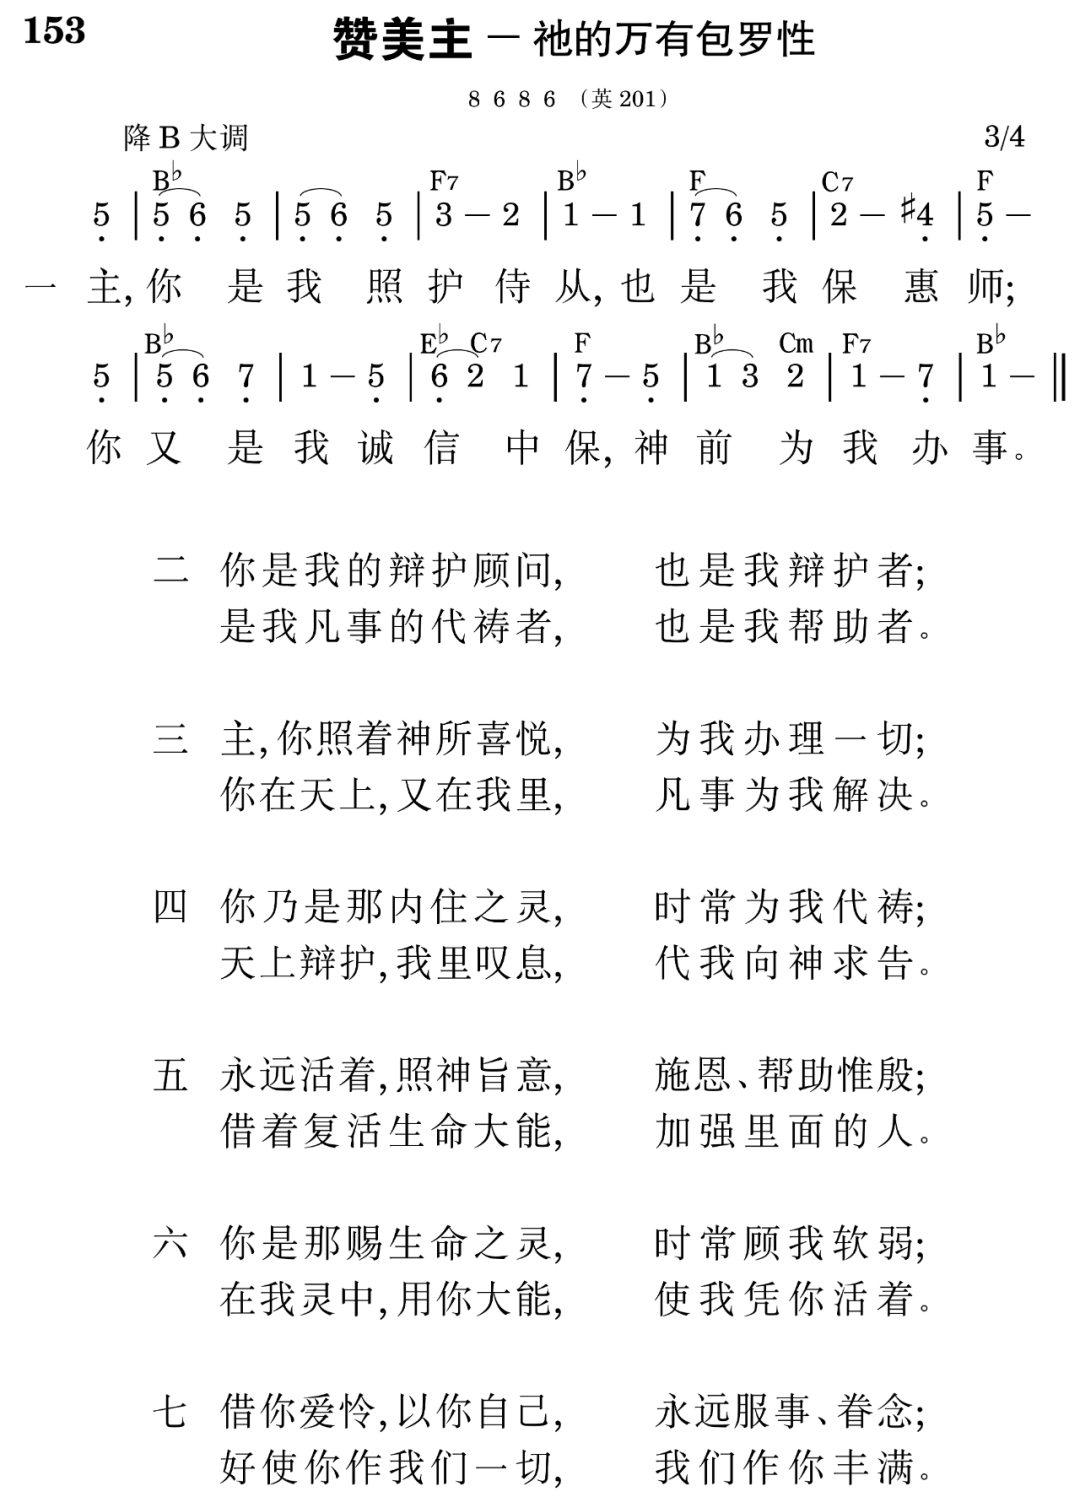 153
赞美主－祂的万有包罗性
8 6 8 6 （英 201）
降 B 大调 3/4
B♭ F7 B♭ F C7 F
5 | 5 6 5 | 5 6 5 | 3 – 2 | 1 – 1 | 7 6 5 | 2 – ♯4 | 5 –
一 主, 你 是 我 照 护 侍 从, 也 是 我 保 惠 师;
B♭ E♭ C7 F B♭ Cm F7 B♭
5 | 5 6 7 | 1 – 5 | 6 2 1 | 7 – 5 | 1 3 2 | 1 – 7 | 1 – ‖
你 又 是 我 诚 信 中 保, 神 前 为 我 办 事。
二 你是我的辩护顾问, 也是我辩护者;
是我凡事的代祷者, 也是我帮助者。
三 主,你照着神所喜悦, 为我办理一切;
你在天上,又在我里, 凡事为我解决。
四 你乃是那内住之灵, 时常为我代祷;
天上辩护,我里叹息, 代我向神求告。
五 永远活着,照神旨意, 施恩、帮助惟殷;
借着复活生命大能, 加强里面的人。
六 你是那赐生命之灵, 时常顾我软弱;
在我灵中,用你大能, 使我凭你活着。
七 借你爱怜,以你自己, 永远服事、眷念;
好使你作我们一切, 我们作你丰满。